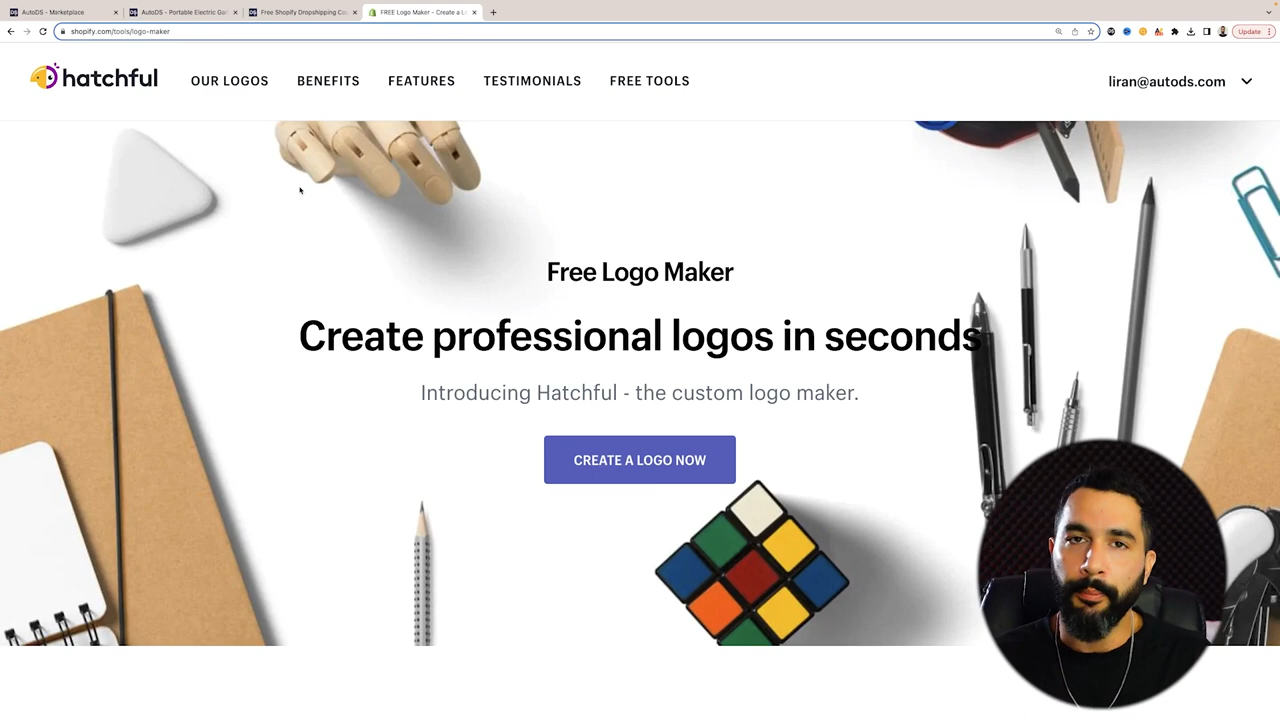 AutoDS - Marketplace
AutoDS - Portable Electric Gar
Free Shopify Dropshipping Co
FREE Logo Maker - Create a L
shopify.com/tools/logo-maker
Update
hatchful
OUR LOGOS
BENEFITS
FEATURES
TESTIMONIALS
FREE TOOLS
liran@autods.com
Free Logo Maker
Create professional logos in seconds
Introducing Hatchful - the custom logo maker.
CREATE A LOGO NOW